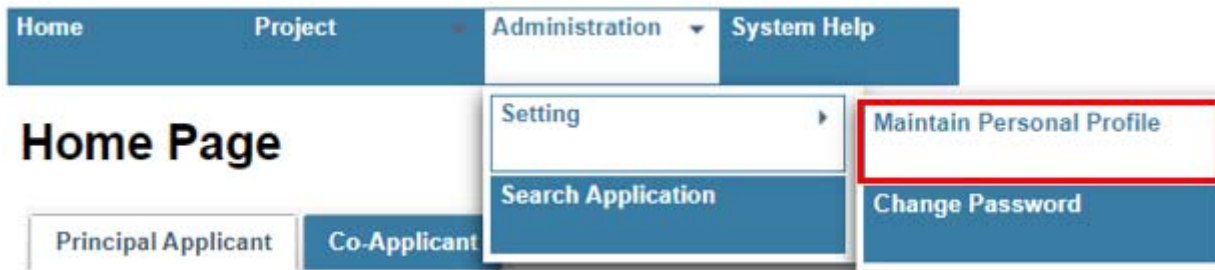 Home Project Administration System Help
Setting
Maintain Personal Profile
Home Page
Search Application
Change Password
Principal Applicant Co-Applicant